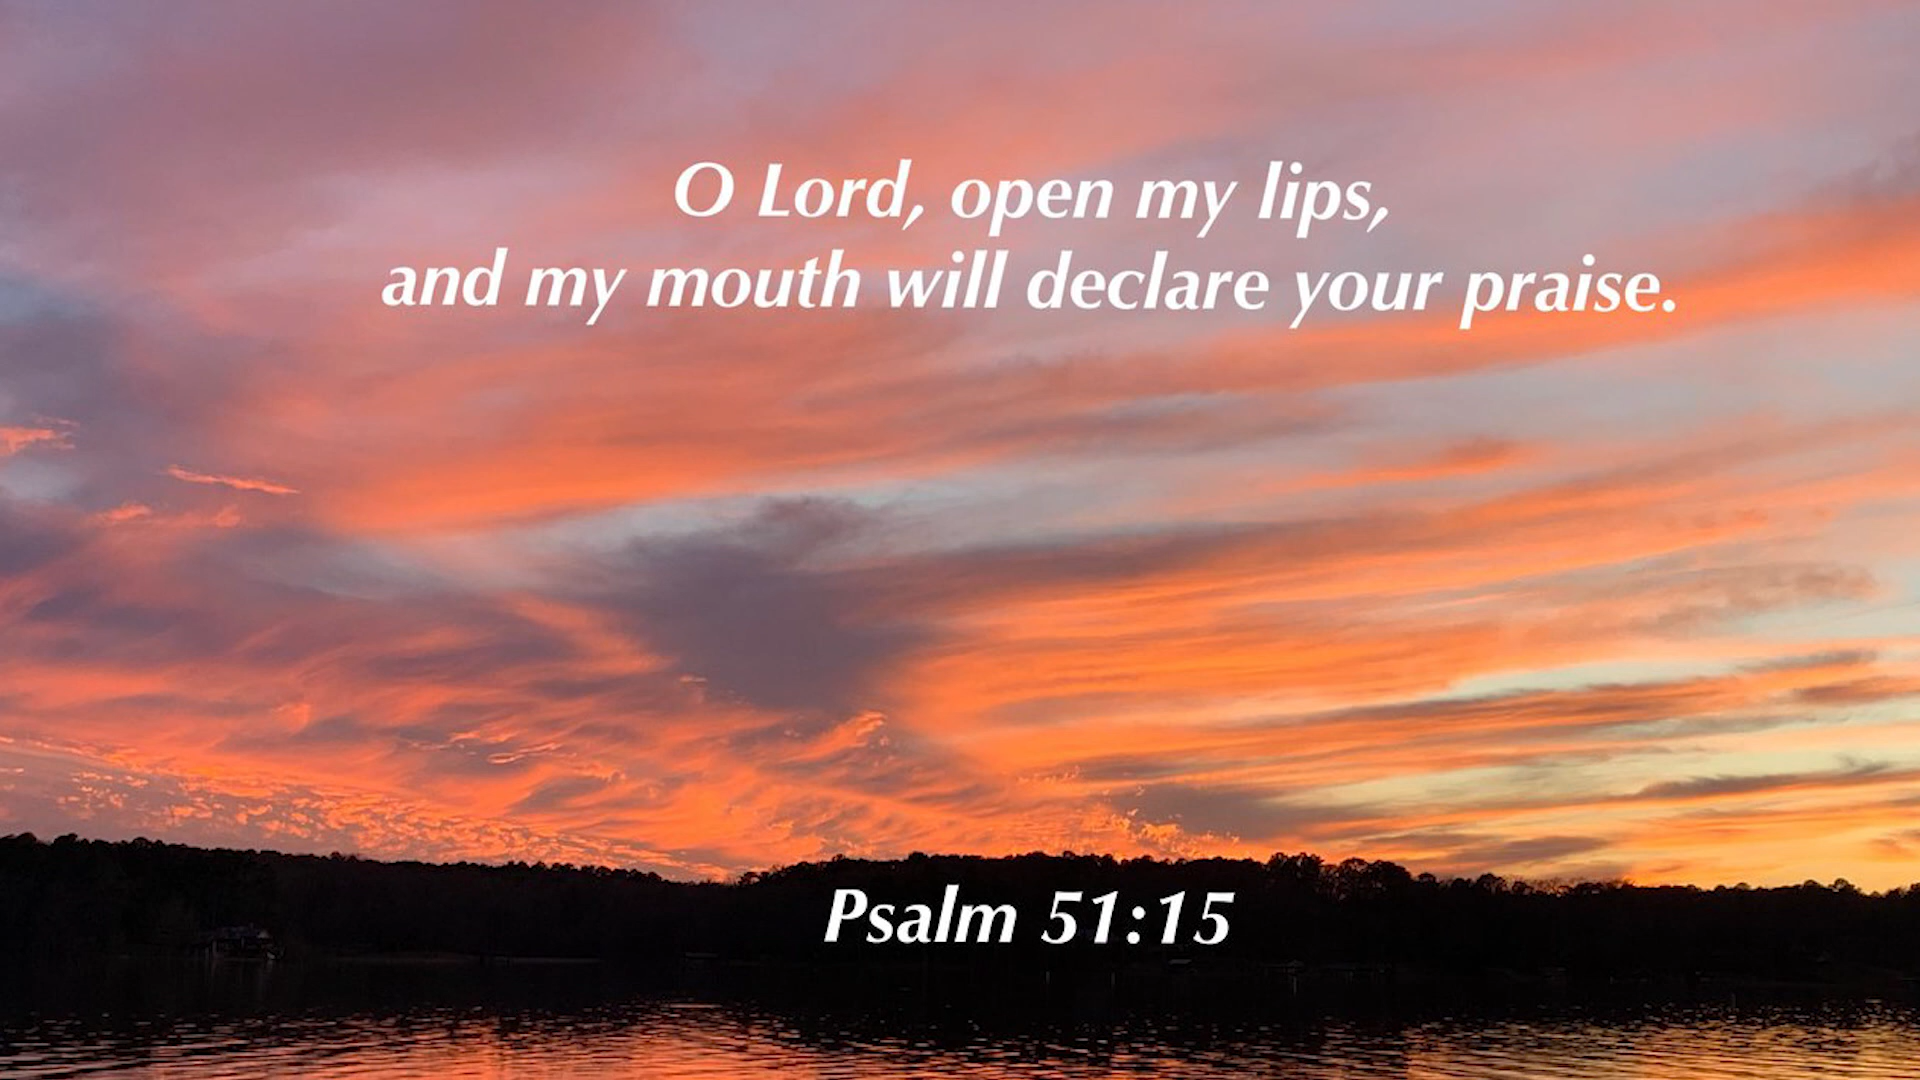 O Lord, open my lips,
and my mouth will declare your praise.
Psalm 51:15